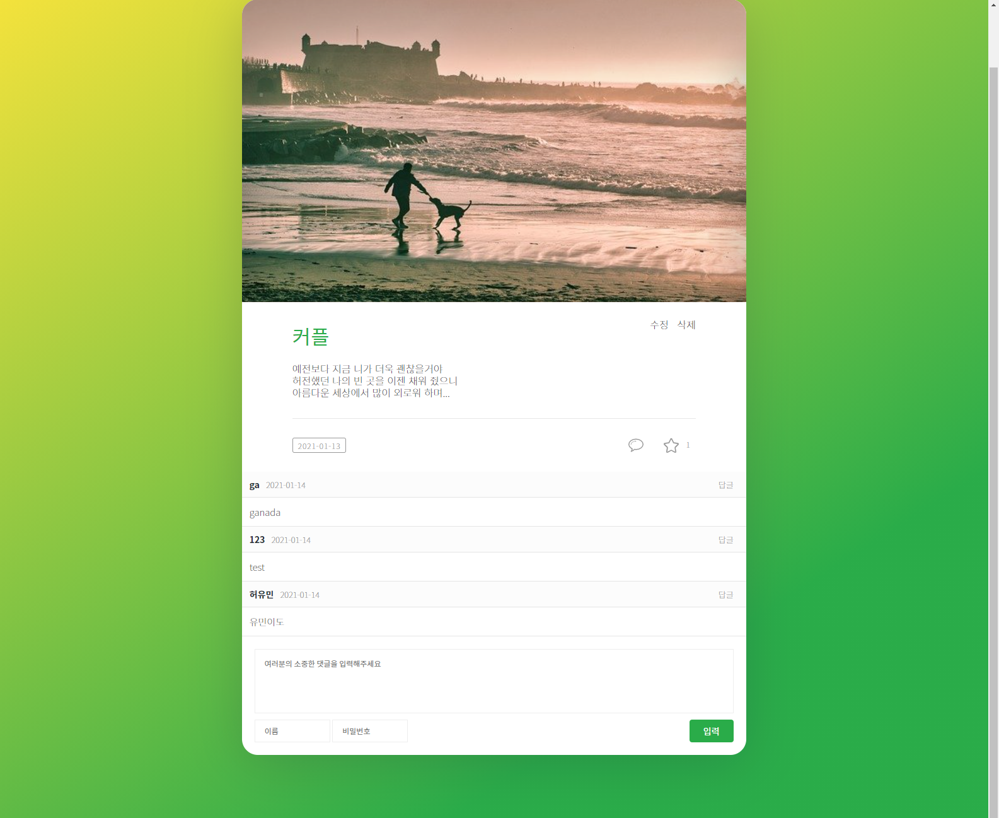 커플
수정 삭제
예전보다 지금 니가 더욱 괜찮을거야
허전했던 나의 빈 곳을 이젠 채워 줬으니
아름다운 세상에서 많이 외로워 하며...
2021-01-13
1
ga 2021-01-14 답글
ganada
123 2021-01-14 답글
test
허유민 2021-01-14 답글
유민이도
여러분의 소중한 댓글을 입력해주세요
이름 비밀번호 입력